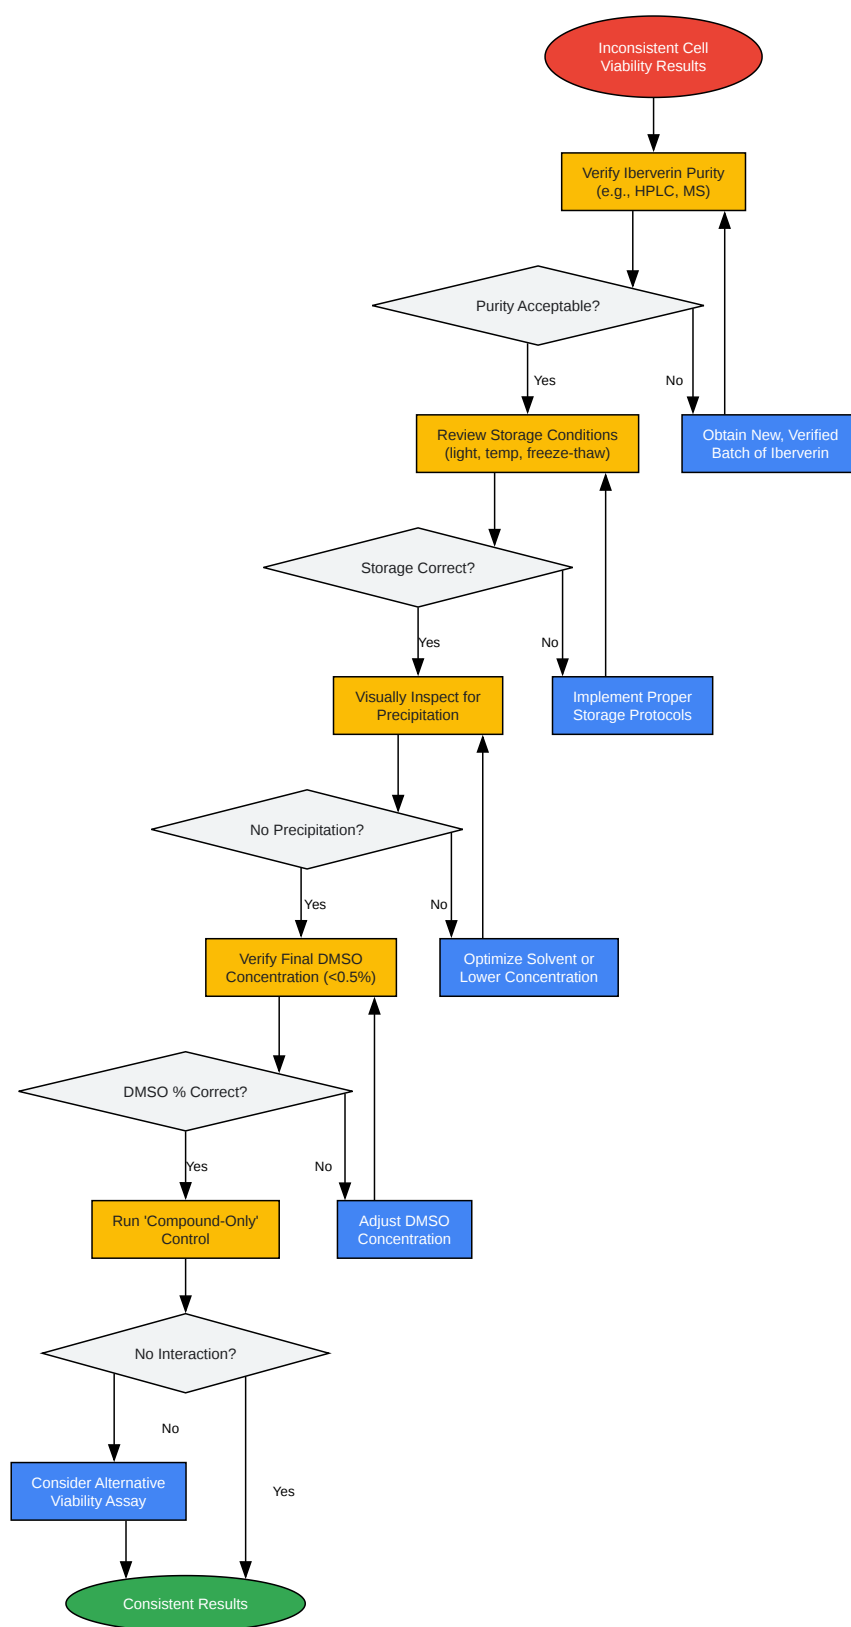 Inconsistent Cell
Viability Results
Verify Iberverin Purity
(e.g., HPLC, MS)
Purity Acceptable?
Yes
No
Review Storage Conditions
(light, temp, freeze-thaw)
Obtain New, Verified
Batch of Iberverin
Storage Correct?
Yes
No
Visually Inspect for
Precipitation
Implement Proper
Storage Protocols
No Precipitation?
Yes
No
Verify Final DMSO
Concentration (<0.5%)
Optimize Solvent or
Lower Concentration
DMSO % Correct?
Yes
No
Run 'Compound-Only'
Control
Adjust DMSO
Concentration
No Interaction?
No
Consider Alternative
Viability Assay
Yes
Consistent Results